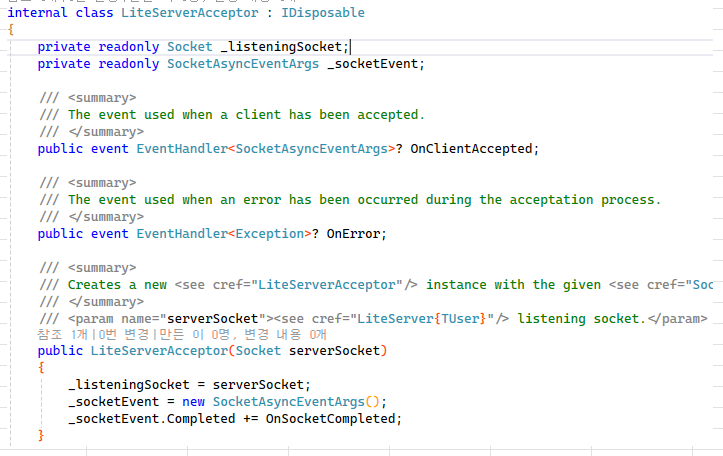 internal class LiteServerAcceptor : IDisposable
{
private readonly Socket _listeningSocket;
private readonly SocketAsyncEventArgs _socketEvent;
/// <summary>
/// The event used when a client has been accepted.
/// </summary>
public event EventHandler<SocketAsyncEventArgs>? OnClientAccepted;
/// <summary>
/// The event used when an error has been occurred during the acceptation process.
/// </summary>
public event EventHandler<Exception>? OnError;
/// <summary>
/// Creates a new <see cref="LiteServerAcceptor"/> instance with the given <see cref="Soc
/// </summary>
/// <param name="serverSocket"><see cref="LiteServer{TUser}"/> listening socket.</param>
참조 1개|0번 변경|만든 이 0명, 변경 내용 0개
public LiteServerAcceptor(Socket serverSocket)
{
_listeningSocket = serverSocket;
_socketEvent = new SocketAsyncEventArgs();
_socketEvent.Completed += OnSocketCompleted;
}